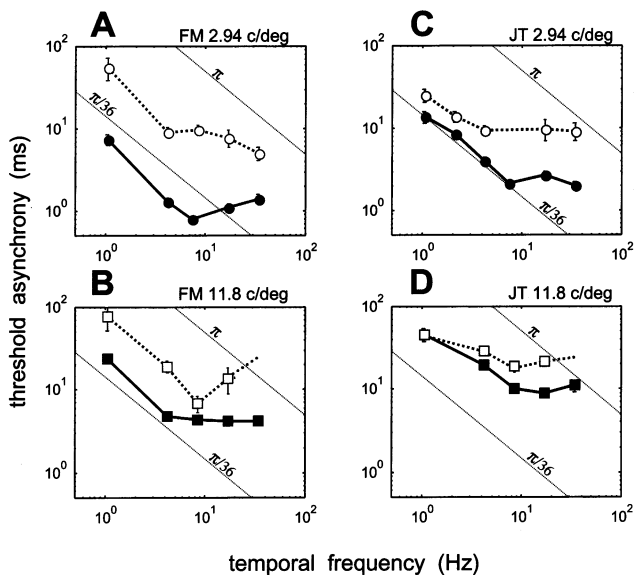 A FM 2.94 c/deg
C JT 2.94 c/deg
10²
π
10²
π
π/36
10¹
10¹
10⁰
10⁰
π/36
10⁰ 10¹ 10²
10⁰ 10¹ 10²
B FM 11.8 c/deg
D JT 11.8 c/deg
10²
π
10²
π
10¹
10¹
10⁰
π/36
10⁰
π/36
10⁰ 10¹ 10²
10⁰ 10¹ 10²
threshold asynchrony (ms)
temporal frequency (Hz)